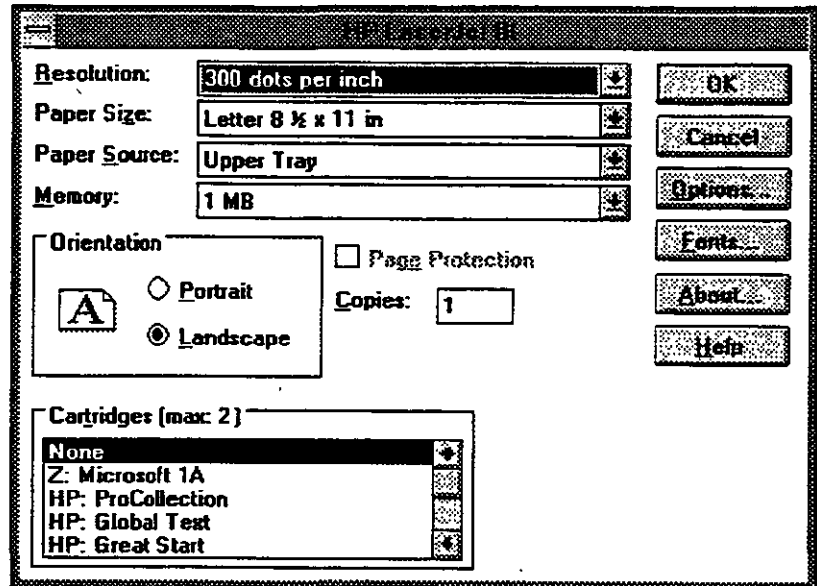 HP LaserJet III
Resolution: 300 dots per inch
Paper Size: Letter 8 ½ x 11 in
Paper Source: Upper Tray
Memory: 1 MB
OK
Cancel
Options...
Fonts...
About...
Help
Orientation
A
Portrait
Landscape
Page Protection
Copies: 1
Cartridges (max: 2)
None
Z: Microsoft 1A
HP: ProCollection
HP: Global Text
HP: Great Start